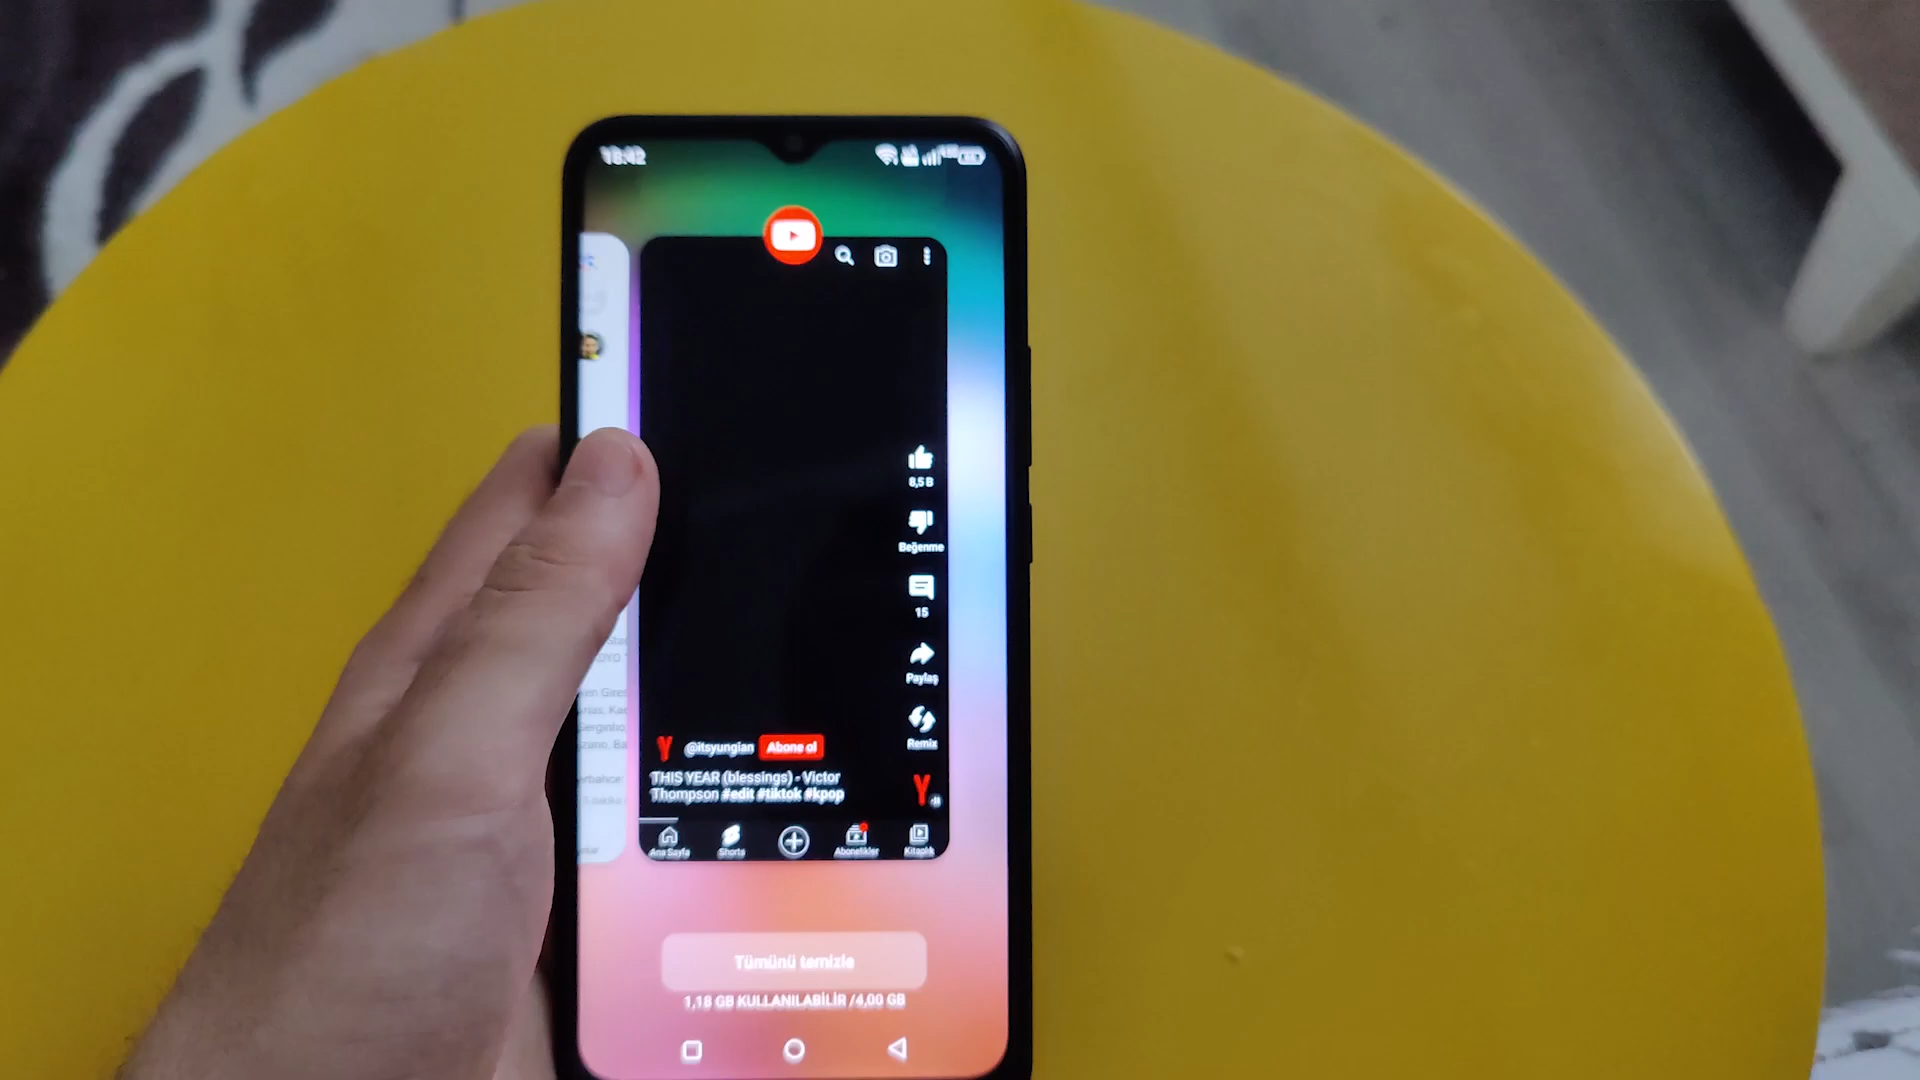 18:42
8,5 B
Beğenme
15
Paylaş
Remix
@itsyungian
Abone ol
THIS YEAR (blessings) - Victor
Thompson #edit #tiktok #kpop
Ana Sayfa
Shorts
Abonelikler
Kitaplık
Tümünü temizle
1,18 GB KULLANILABİLİR /4,00 GB